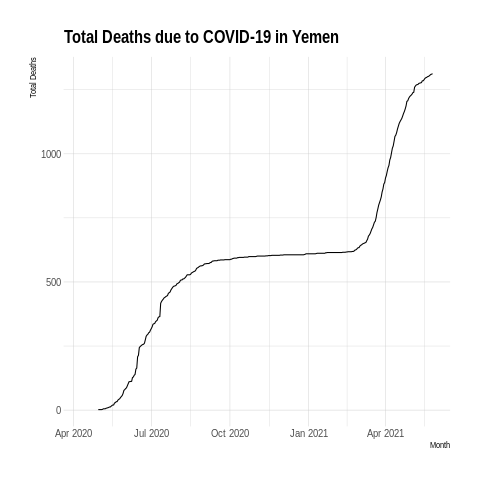 Total Deaths due to COVID-19 in Yemen
Total Deaths
1000
500
0
Apr 2020 Jul 2020 Oct 2020 Jan 2021 Apr 2021
Month